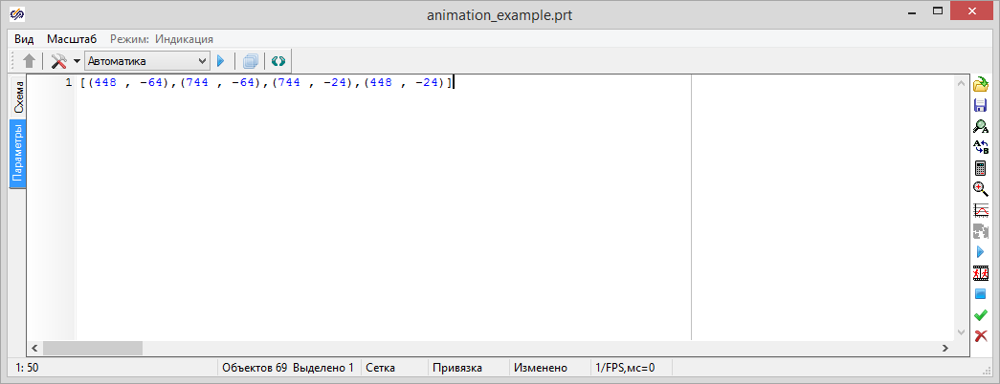 animation_example.prt
Вид Масштаб Режим: Индикация
Автоматика
Схема
Параметры
1 [(448 , -64),(744 , -64),(744 , -24),(448 , -24)]
A B
1: 50 Объектов 69 Выделено 1 Сетка Привязка Изменено 1/FPS,мс=0